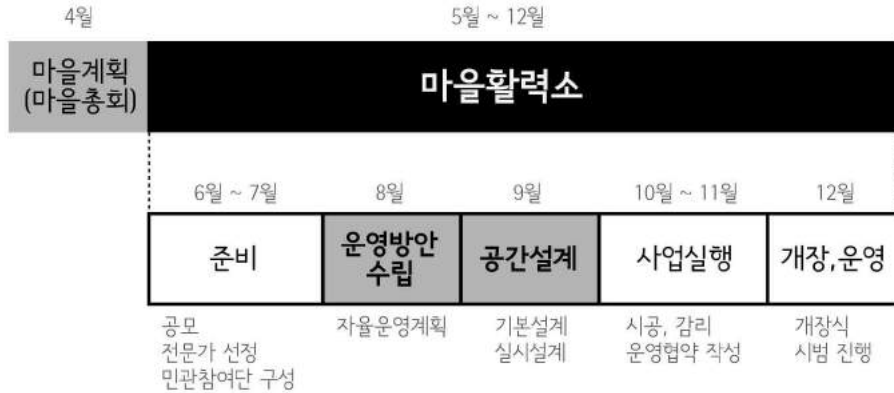 4월
5월 ~ 12월
마을계획
(마을총회)
마을활력소
6월 ~ 7월
8월
9월
10월 ~ 11월
12월
준비
운영방안
수립
공간설계
사업실행
개장,운영
공모
전문가 선정
민관참여단 구성
자율운영계획
기본설계
실시설계
시공, 감리
운영협약 작성
개장식
시범 진행